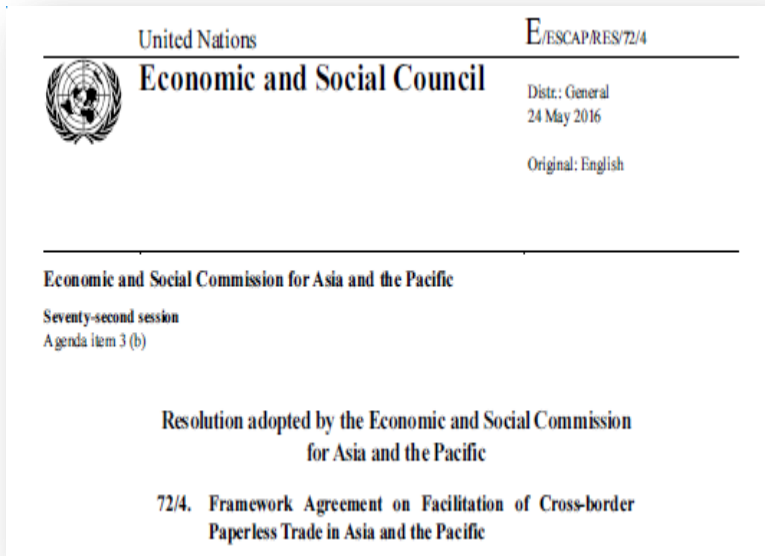 United Nations
E/ESCAP/RES/72/4
Economic and Social Council
Distr.: General
24 May 2016
Original: English
Economic and Social Commission for Asia and the Pacific
Seventy-second session
Agenda item 3 (b)
Resolution adopted by the Economic and Social Commission
for Asia and the Pacific
72/4. Framework Agreement on Facilitation of Cross-border
Paperless Trade in Asia and the Pacific